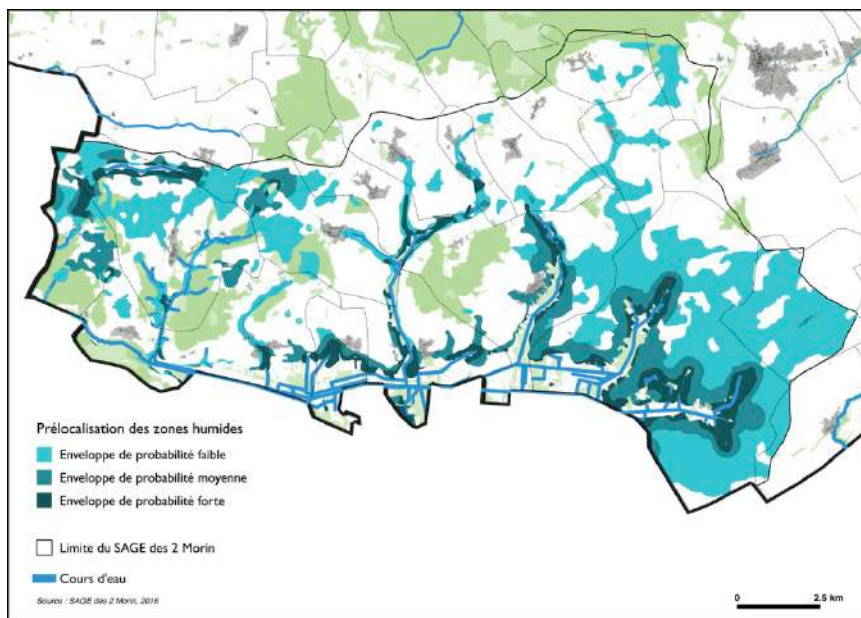 Prélocalisation des zones humides
Enveloppe de probabilité faible
Enveloppe de probabilité moyenne
Enveloppe de probabilité forte
Limite du SAGE des 2 Morin
Cours d'eau
Source : SAGE des 2 Morin, 2016
0 2.5 km